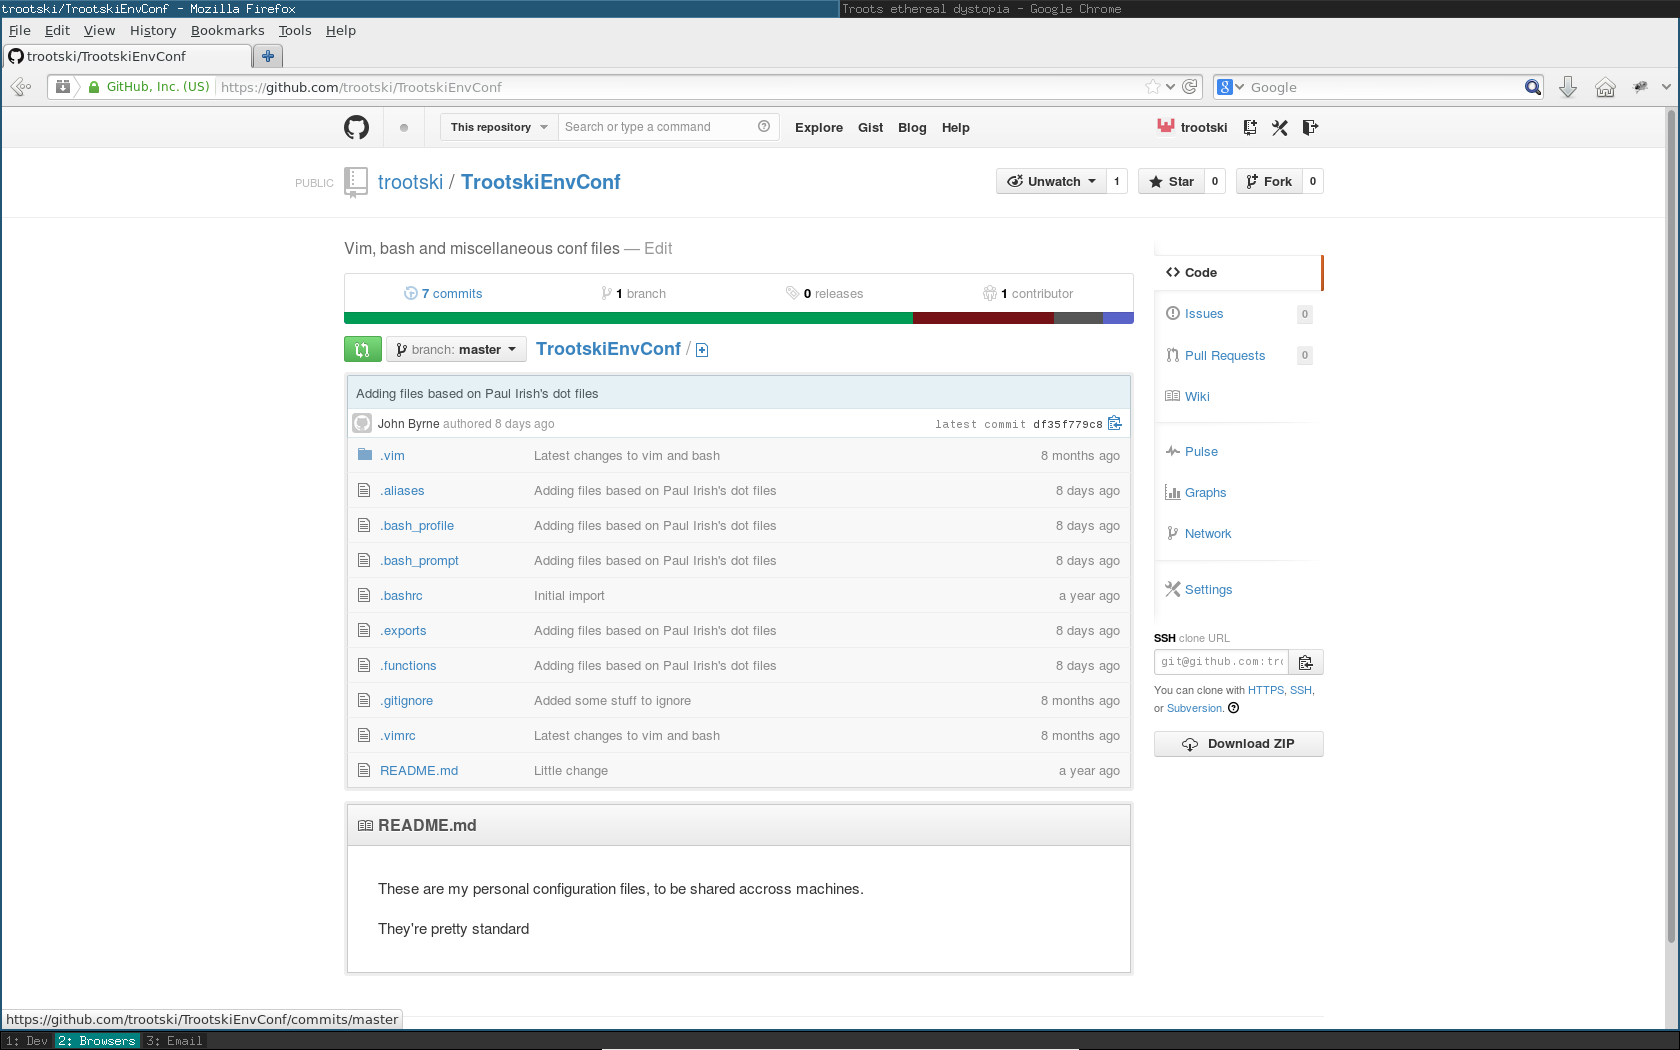 trootski/TrootskiEnvConf - Mozilla Firefox
Troots ethereal dystopia - Google Chrome
File Edit View History Bookmarks Tools Help
trootski/TrootskiEnvConf
GitHub, Inc. (US) https://github.com/trootski/TrootskiEnvConf
8 Google
This repository Search or type a command Explore Gist Blog Help trootski
PUBLIC trootski / TrootskiEnvConf Unwatch 1 Star 0 Fork 0
Vim, bash and miscellaneous conf files — Edit
7 commits 1 branch 0 releases 1 contributor
branch: master TrootskiEnvConf /
Adding files based on Paul Irish's dot files
John Byrne authored 8 days ago latest commit df35f779c8
.vim Latest changes to vim and bash 8 months ago
.aliases Adding files based on Paul Irish's dot files 8 days ago
.bash_profile Adding files based on Paul Irish's dot files 8 days ago
.bash_prompt Adding files based on Paul Irish's dot files 8 days ago
.bashrc Initial import a year ago
.exports Adding files based on Paul Irish's dot files 8 days ago
.functions Adding files based on Paul Irish's dot files 8 days ago
.gitignore Added some stuff to ignore 8 months ago
.vimrc Latest changes to vim and bash 8 months ago
README.md Little change a year ago
README.md
These are my personal configuration files, to be shared accross machines.
They're pretty standard
Code
Issues 0
Pull Requests 0
Wiki
Pulse
Graphs
Network
Settings
SSH clone URL
git@github.com:tro
You can clone with HTTPS, SSH,
or Subversion.
Download ZIP
https://github.com/trootski/TrootskiEnvConf/commits/master
1: Dev 2: Browsers 3: Email